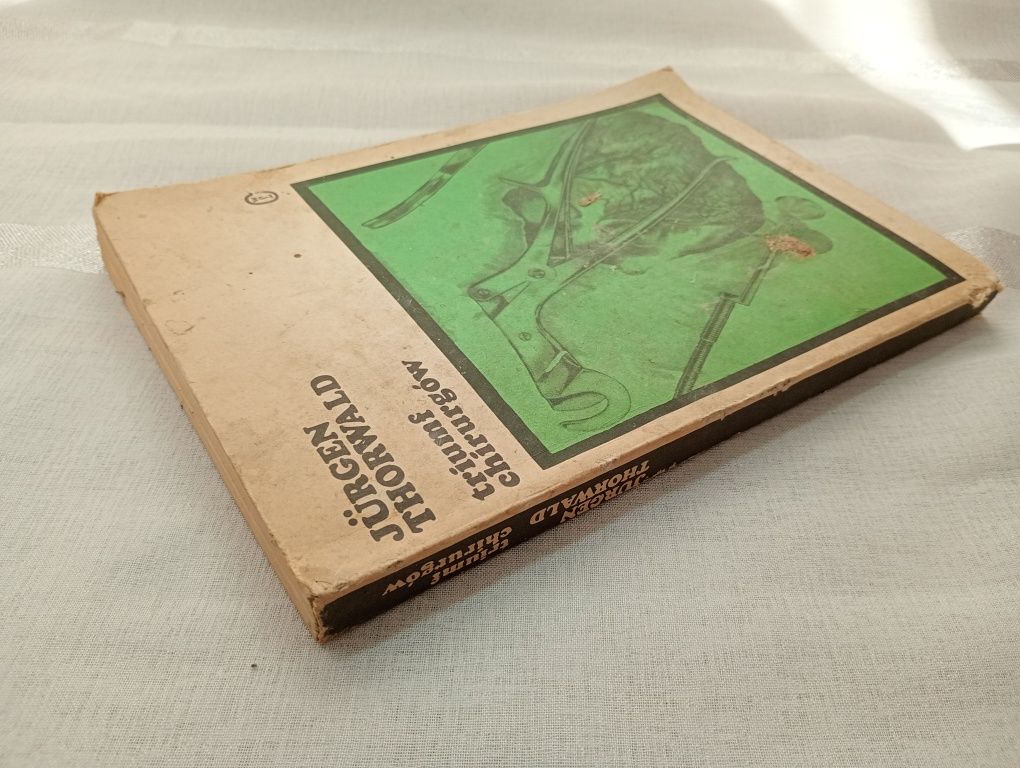 JÜRGEN
THORWALD
triumf
chirurgów
JÜRGEN
THORWALD
triumf
chirurgów